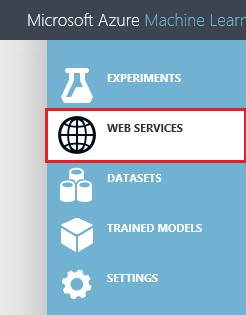 Microsoft Azure Machine Learn
EXPERIMENTS
WEB SERVICES
DATASETS
TRAINED MODELS
SETTINGS